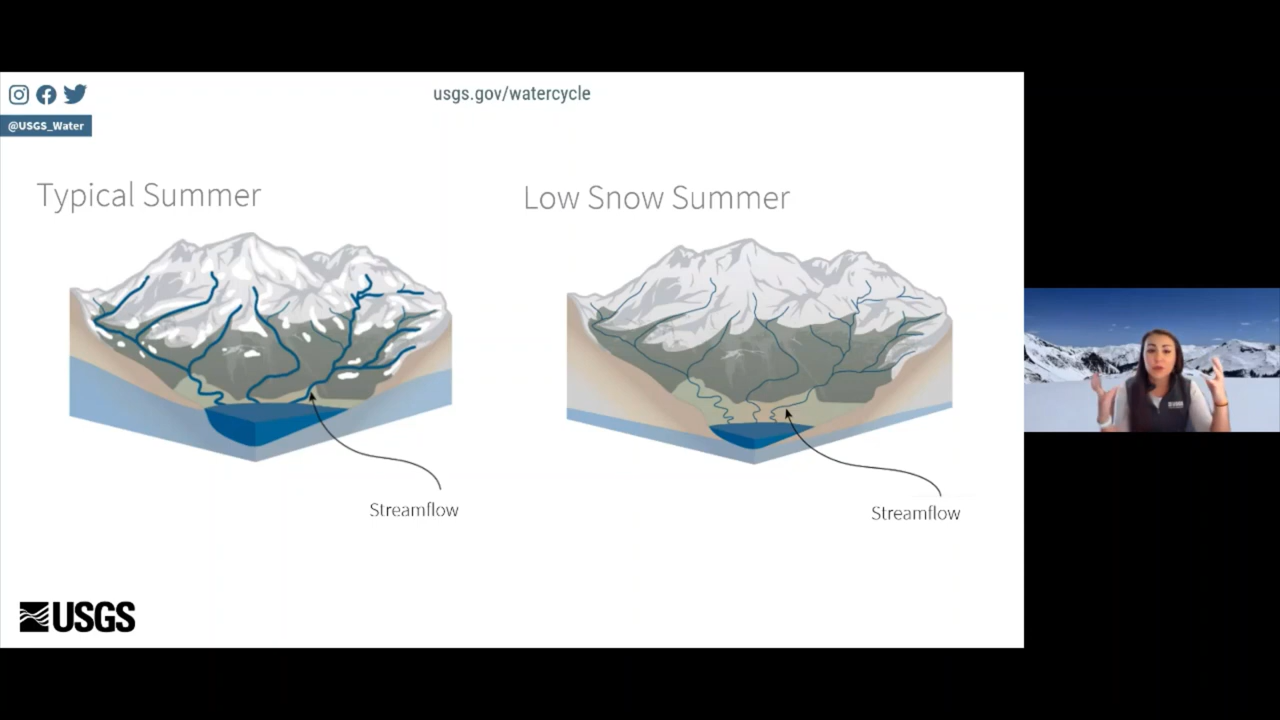 usgs.gov/watercycle
@USGS_Water
Typical Summer
Low Snow Summer
Streamflow
Streamflow
USGS